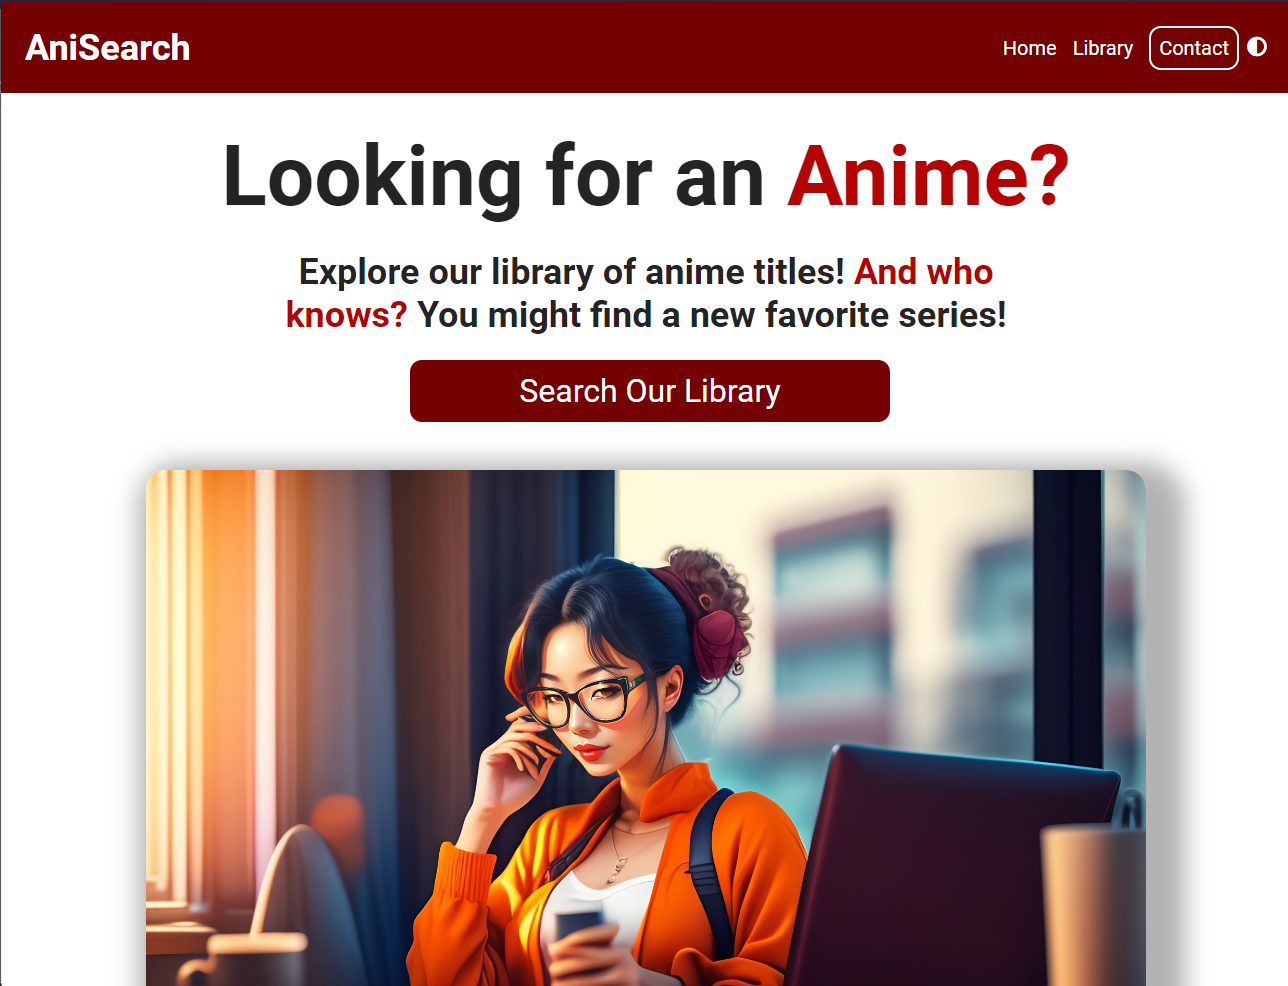 AniSearch
Home Library Contact
Looking for an Anime?
Explore our library of anime titles! And who
knows? You might find a new favorite series!
Search Our Library